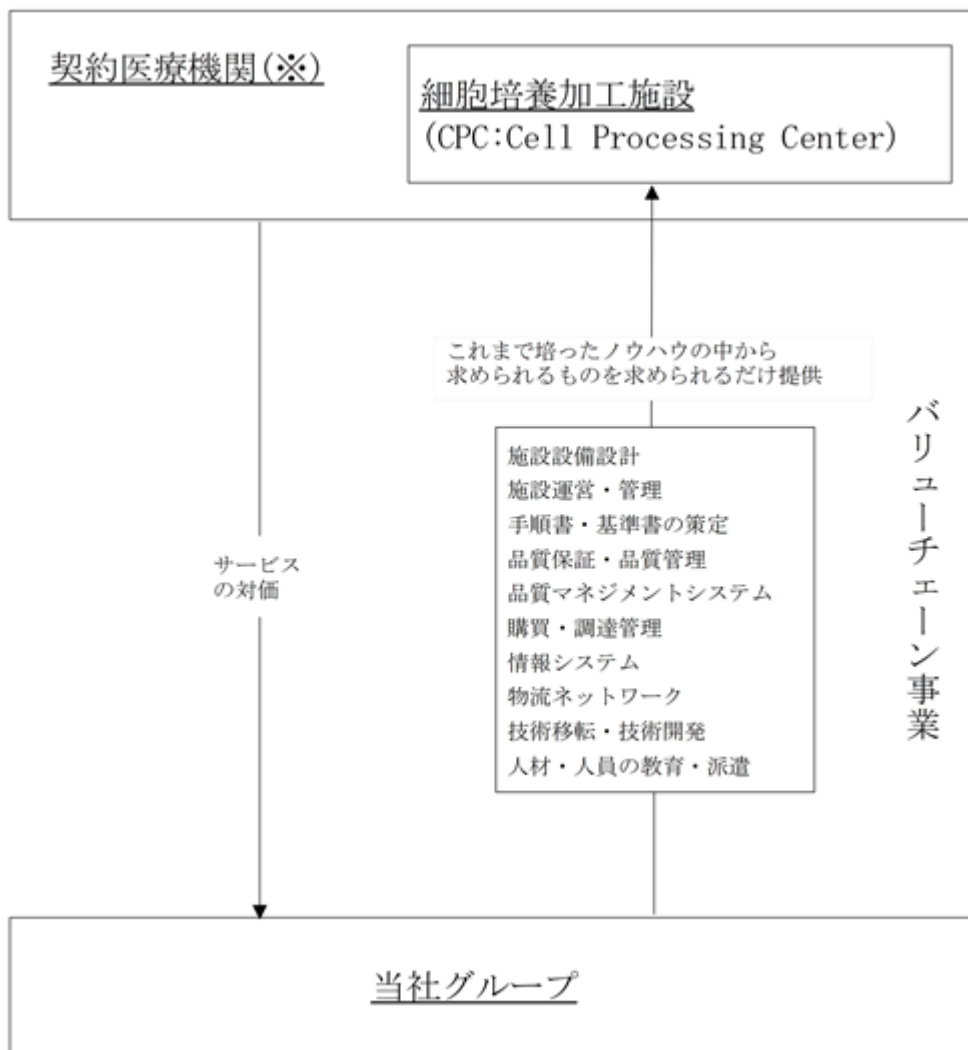 契約医療機関(※)
細胞培養加工施設
(CPC:Cell Processing Center)
これまで培ったノウハウの中から
求められるものを求められるだけ提供
施設設備設計
施設運営・管理
手順書・基準書の策定
品質保証・品質管理
品質マネジメントシステム
購買・調達管理
情報システム
物流ネットワーク
技術移転・技術開発
人材・人員の教育・派遣
サービス
の対価
バリューチェーン事業
当社グループ